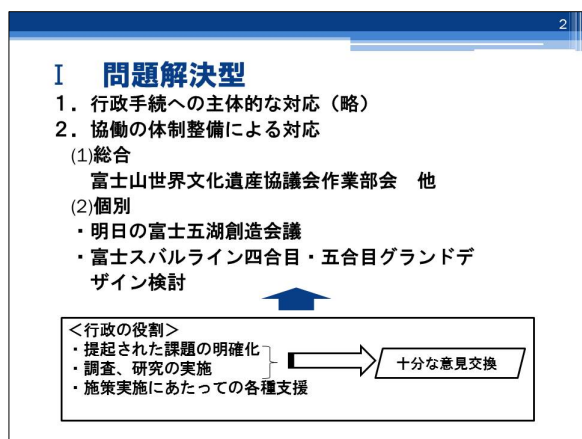 2
Ⅰ 問題解決型
１．行政手続への主体的な対応（略）
２．協働の体制整備による対応
(1)総合
富士山世界文化遺産協議会作業部会　他
(2)個別
・明日の富士五湖創造会議
・富士スバルライン四合目・五合目グランドデ
ザイン検討
＜行政の役割＞
・提起された課題の明確化
・調査、研究の実施
・施策実施にあたっての各種支援
十分な意見交換